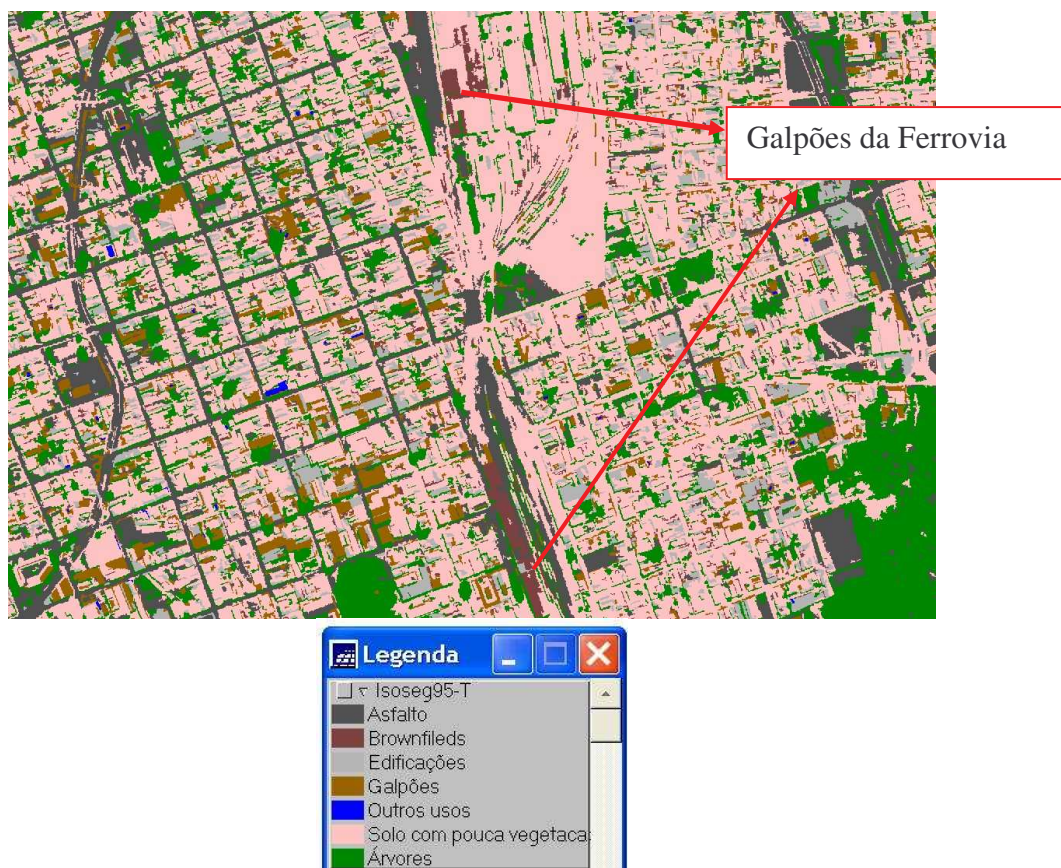 Galpões da Ferrovia
Legenda
Isoseg95-T
Asfalto
Brownfileds
Edificações
Galpões
Outros usos
Solo com pouca vegetaca
Árvores